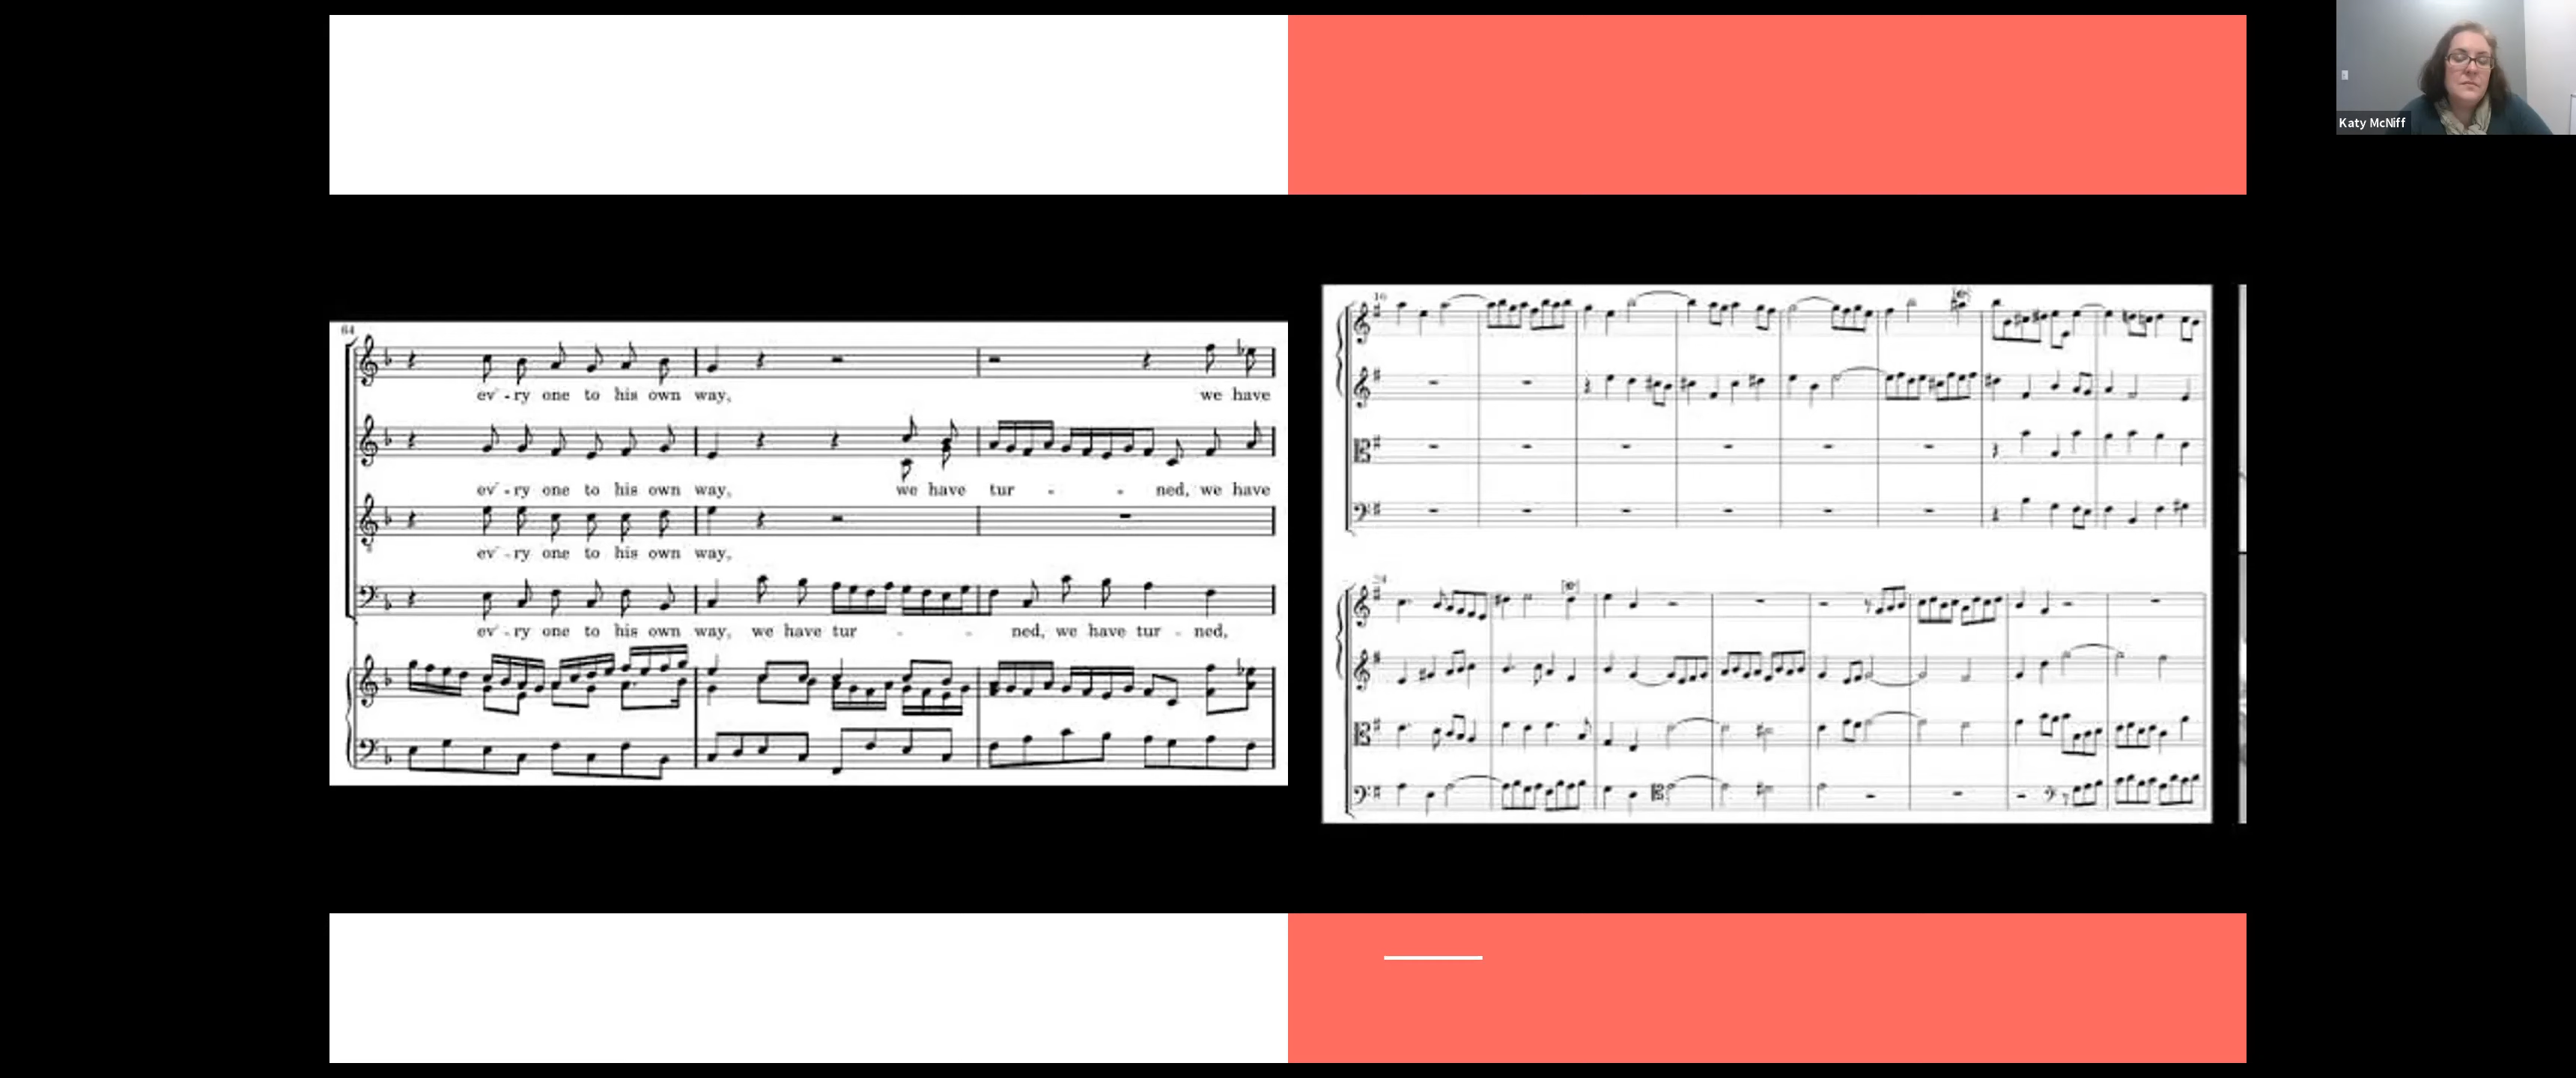 64
ev' - ry one to his own way, we have
ev' - ry one to his own way, we have tur - - ned, we have
ev' - ry one to his own way,
ev' - ry one to his own way, we have tur - - ned, we have tur - ned,
16
24
Katy McNiff